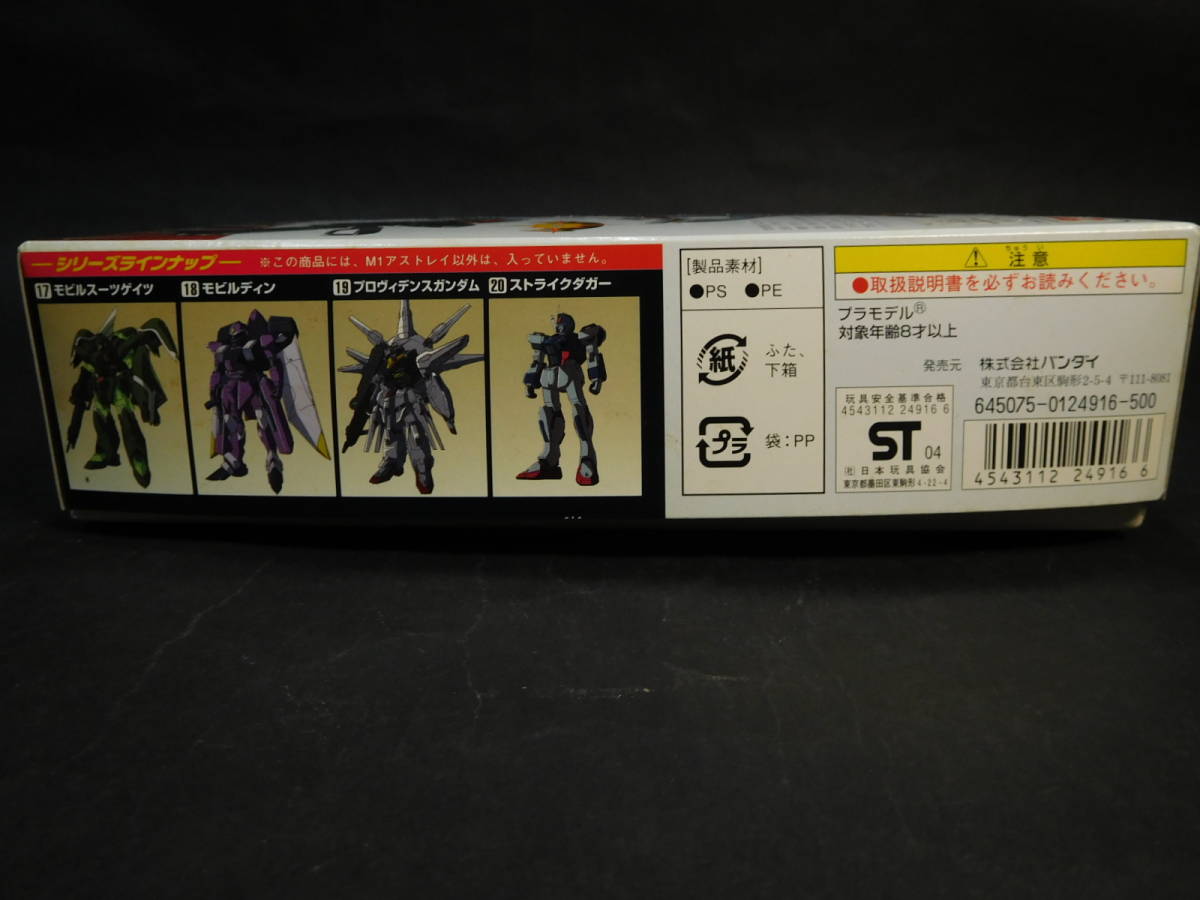 シリーズラインナップ ※この商品には、M1アストレイ以外は、入っていません。
17 モビルスーツゲイツ
18 モビルディン
19 プロヴィデンスガンダム
20 ストライクダガー
[製品素材]
●PS ●PE
紙
ふた、
下箱
プラ
袋:PP
ちゅうい
注意
●取扱説明書を必ずお読みください。
プラモデル®
対象年齢8才以上
発売元 株式会社バンダイ
東京都台東区駒形2-5-4 〒111-8081
玩具安全基準合格
4543112 24916 6
ST 04
(社)日本玩具協会
東京都墨田区東駒形4-22-4
645075-0124916-500
4543112 249166